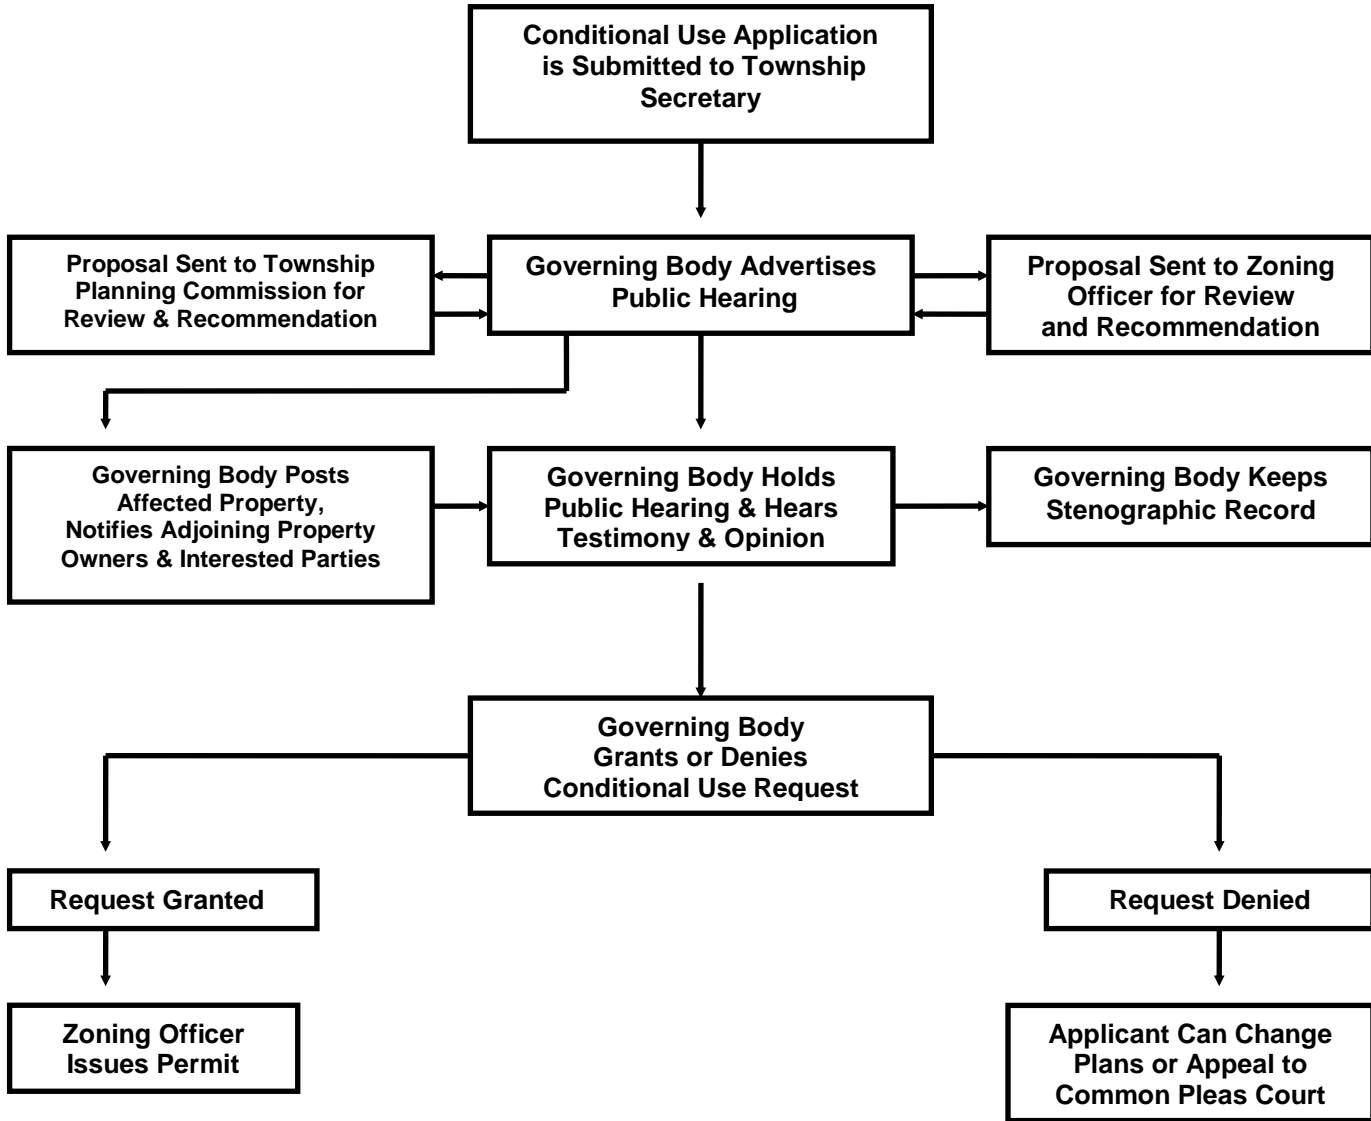 Conditional Use Application
is Submitted to Township
Secretary
Proposal Sent to Township
Planning Commission for
Review & Recommendation
Governing Body Advertises
Public Hearing
Proposal Sent to Zoning
Officer for Review
and Recommendation
Governing Body Posts
Affected Property,
Notifies Adjoining Property
Owners & Interested Parties
Governing Body Holds
Public Hearing & Hears
Testimony & Opinion
Governing Body Keeps
Stenographic Record
Governing Body
Grants or Denies
Conditional Use Request
Request Granted
Request Denied
Zoning Officer
Issues Permit
Applicant Can Change
Plans or Appeal to
Common Pleas Court